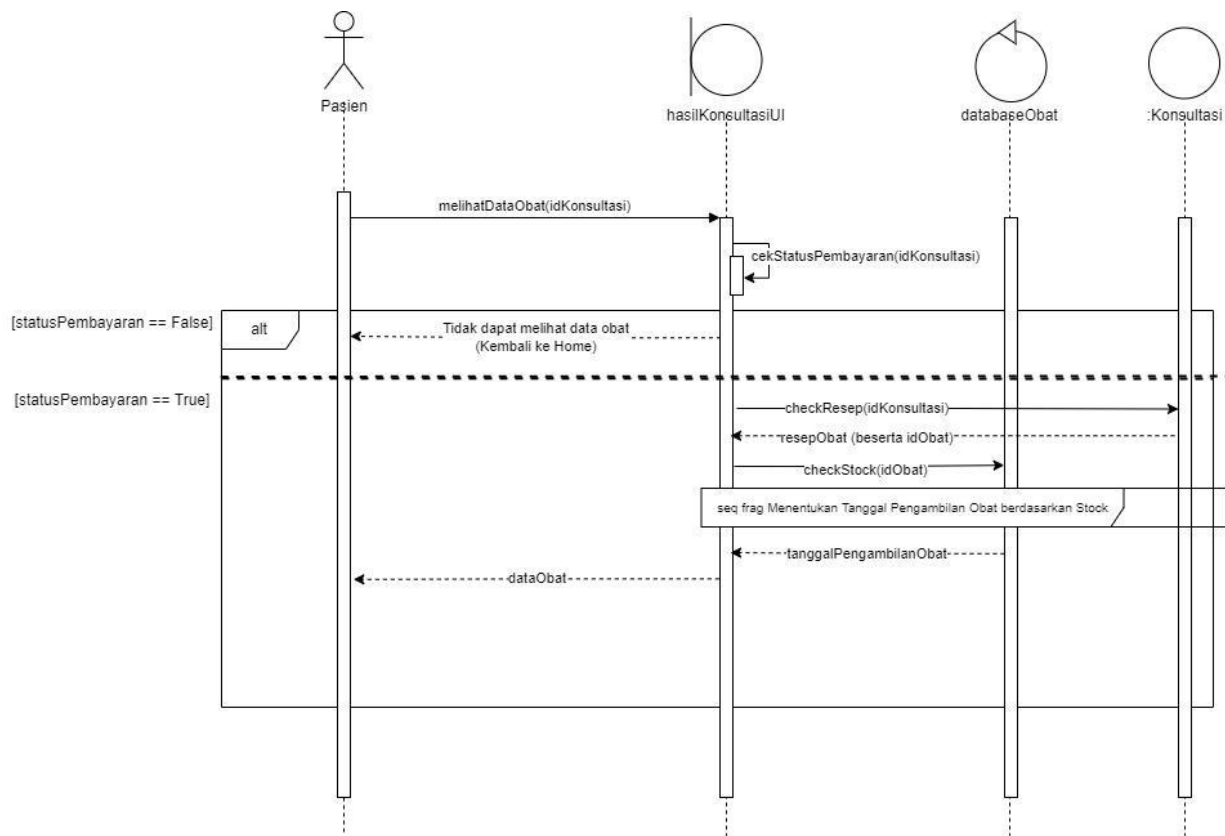 Pasien
hasilKonsultasiUI
databaseObat
:Konsultasi
melihatDataObat(idKonsultasi)
cekStatusPembayaran(idKonsultasi)
[statusPembayaran == False]
alt
Tidak dapat melihat data obat
(Kembali ke Home)
[statusPembayaran == True]
checkResep(idKonsultasi)
resepObat (beserta idObat)
checkStock(idObat)
seq frag Menentukan Tanggal Pengambilan Obat berdasarkan Stock
tanggalPengambilanObat
dataObat